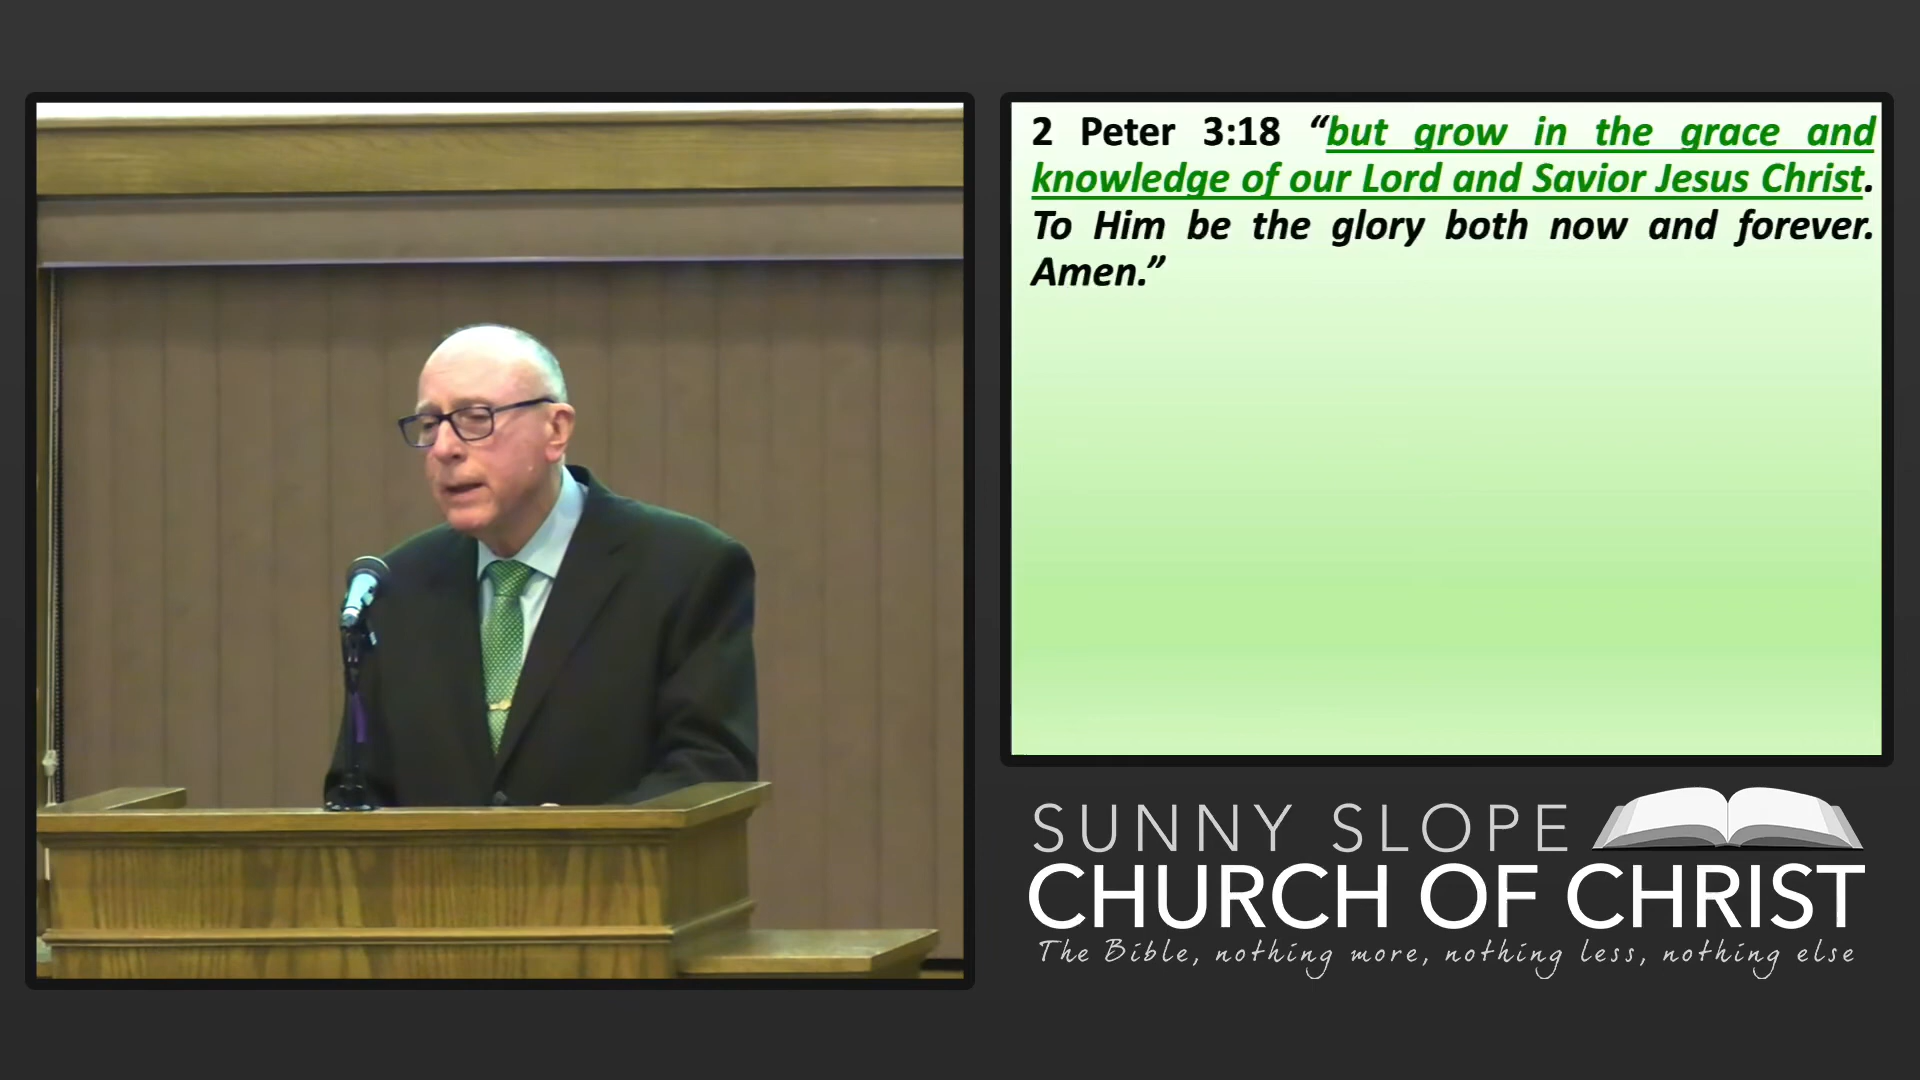 2 Peter 3:18 “but grow in the grace and
knowledge of our Lord and Savior Jesus Christ.
To Him be the glory both now and forever.
Amen.”
SUNNY SLOPE
CHURCH OF CHRIST
The Bible, nothing more, nothing less, nothing else